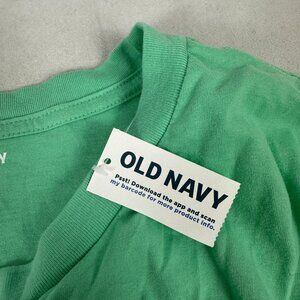 OLD NAVY
Psst! Download the app and scan
my barcode for more product info.